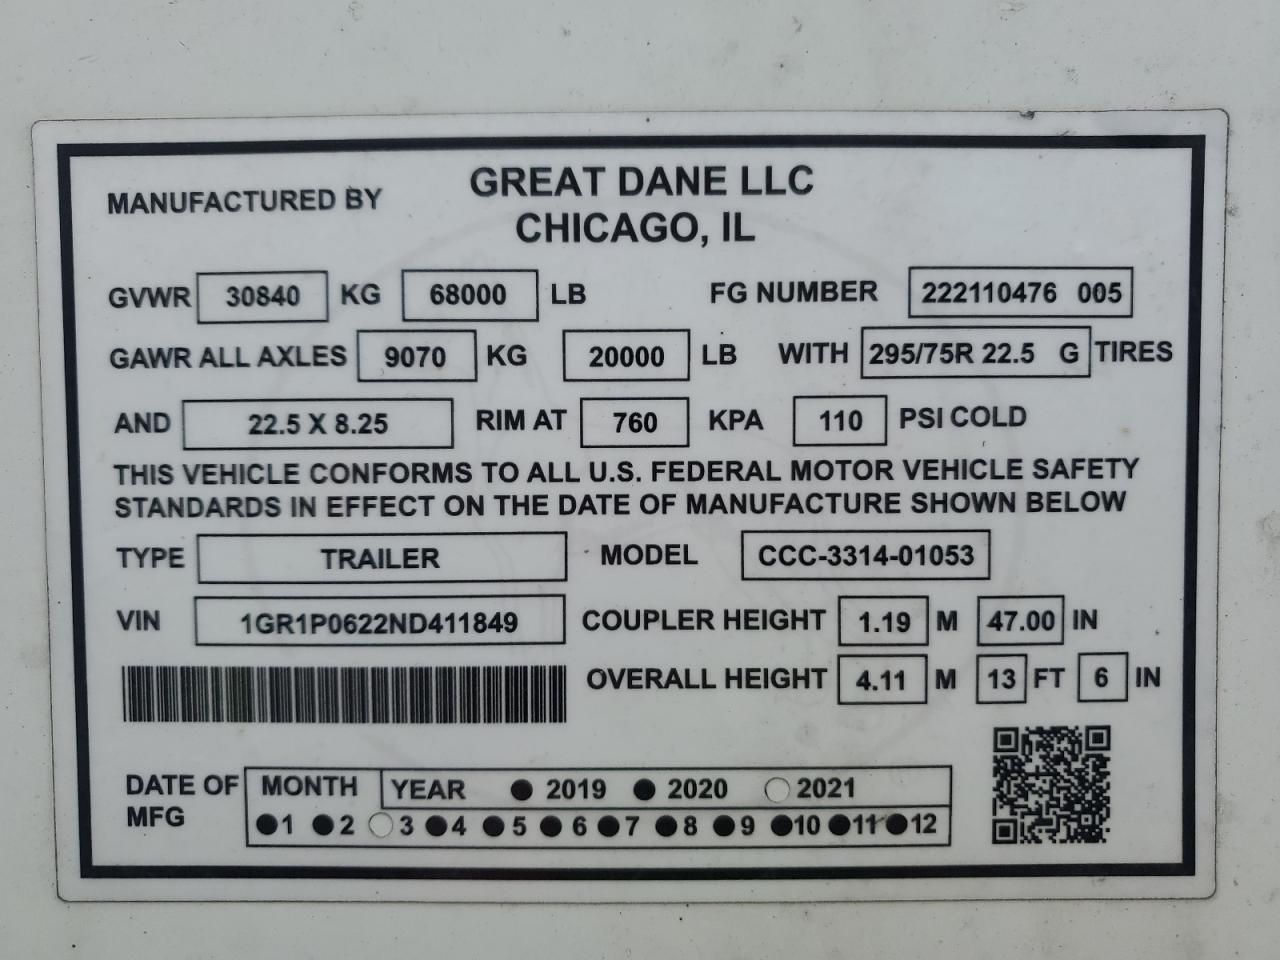 MANUFACTURED BY GREAT DANE LLC
CHICAGO, IL
GVWR 30840 KG 68000 LB FG NUMBER 222110476 005
GAWR ALL AXLES 9070 KG 20000 LB WITH 295/75R 22.5 G TIRES
AND 22.5 X 8.25 RIM AT 760 KPA 110 PSI COLD
THIS VEHICLE CONFORMS TO ALL U.S. FEDERAL MOTOR VEHICLE SAFETY
STANDARDS IN EFFECT ON THE DATE OF MANUFACTURE SHOWN BELOW
TYPE TRAILER MODEL CCC-3314-01053
VIN 1GR1P0622ND411849 COUPLER HEIGHT 1.19 M 47.00 IN
OVERALL HEIGHT 4.11 M 13 FT 6 IN
DATE OF MFG MONTH YEAR 2019 2020 2021
1 2 3 4 5 6 7 8 9 10 11 12